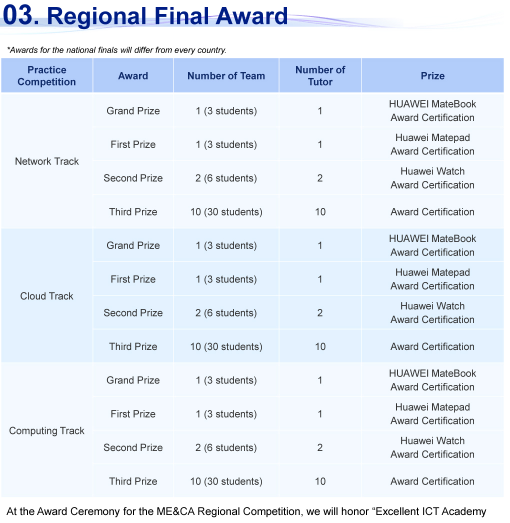 03. Regional Final Award
*Awards for the national finals will differ from every country.
Practice Competition | Award | Number of Team | Number of Tutor | Prize
Network Track
Grand Prize | 1 (3 students) | 1 | HUAWEI MateBook Award Certification
First Prize | 1 (3 students) | 1 | Huawei Matepad Award Certification
Second Prize | 2 (6 students) | 2 | Huawei Watch Award Certification
Third Prize | 10 (30 students) | 10 | Award Certification
Cloud Track
Grand Prize | 1 (3 students) | 1 | HUAWEI MateBook Award Certification
First Prize | 1 (3 students) | 1 | Huawei Matepad Award Certification
Second Prize | 2 (6 students) | 2 | Huawei Watch Award Certification
Third Prize | 10 (30 students) | 10 | Award Certification
Computing Track
Grand Prize | 1 (3 students) | 1 | HUAWEI MateBook Award Certification
First Prize | 1 (3 students) | 1 | Huawei Matepad Award Certification
Second Prize | 2 (6 students) | 2 | Huawei Watch Award Certification
Third Prize | 10 (30 students) | 10 | Award Certification
At the Award Ceremony for the ME&CA Regional Competition, we will honor “Excellent ICT Academy